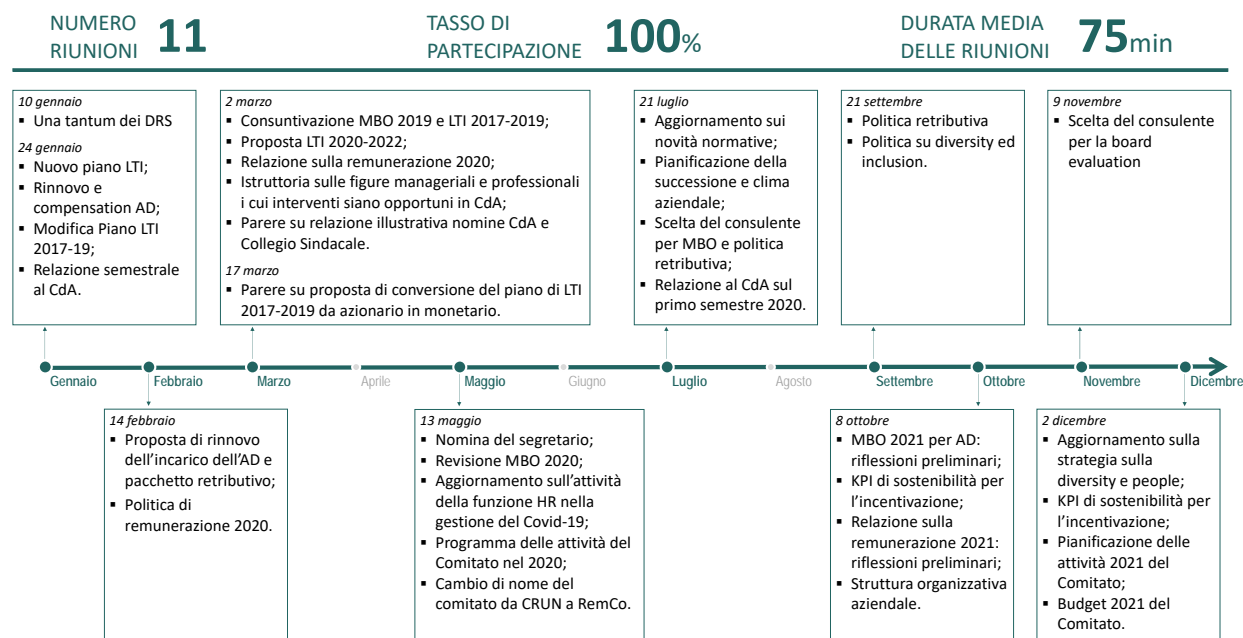 NUMERO
RIUNIONI 11
TASSO DI
PARTECIPAZIONE 100%
DURATA MEDIA
DELLE RIUNIONI 75min
10 gennaio
▪ Una tantum dei DRS
24 gennaio
▪ Nuovo piano LTI;
▪ Rinnovo e
compensation AD;
▪ Modifica Piano LTI
2017-19;
▪ Relazione semestrale
al CdA.
2 marzo
▪ Consuntivazione MBO 2019 e LTI 2017-2019;
▪ Proposta LTI 2020-2022;
▪ Relazione sulla remunerazione 2020;
▪ Istruttoria sulle figure manageriali e professionali
i cui interventi siano opportuni in CdA;
▪ Parere su relazione illustrativa nomine CdA e
Collegio Sindacale.
17 marzo
▪ Parere su proposta di conversione del piano di LTI
2017-2019 da azionario in monetario.
21 luglio
▪ Aggiornamento sui
novità normative;
▪ Pianificazione della
successione e clima
aziendale;
▪ Scelta del consulente
per MBO e politica
retributiva;
▪ Relazione al CdA sul
primo semestre 2020.
21 settembre
▪ Politica retributiva
▪ Politica su diversity ed
inclusion.
9 novembre
▪ Scelta del consulente
per la board
evaluation
Gennaio
Febbraio
Marzo
Aprile
Maggio
Giugno
Luglio
Agosto
Settembre
Ottobre
Novembre
Dicembre
14 febbraio
▪ Proposta di rinnovo
dell'incarico dell'AD e
pacchetto retributivo;
▪ Politica di
remunerazione 2020.
13 maggio
▪ Nomina del segretario;
▪ Revisione MBO 2020;
▪ Aggiornamento sull'attività
della funzione HR nella
gestione del Covid-19;
▪ Programma delle attività del
Comitato nel 2020;
▪ Cambio di nome del
comitato da CRUN a RemCo.
8 ottobre
▪ MBO 2021 per AD:
riflessioni preliminari;
▪ KPI di sostenibilità per
l'incentivazione;
▪ Relazione sulla
remunerazione 2021:
riflessioni preliminari;
▪ Struttura organizzativa
aziendale.
2 dicembre
▪ Aggiornamento sulla
strategia sulla
diversity e people;
▪ KPI di sostenibilità per
l'incentivazione;
▪ Pianificazione delle
attività 2021 del
Comitato;
▪ Budget 2021 del
Comitato.